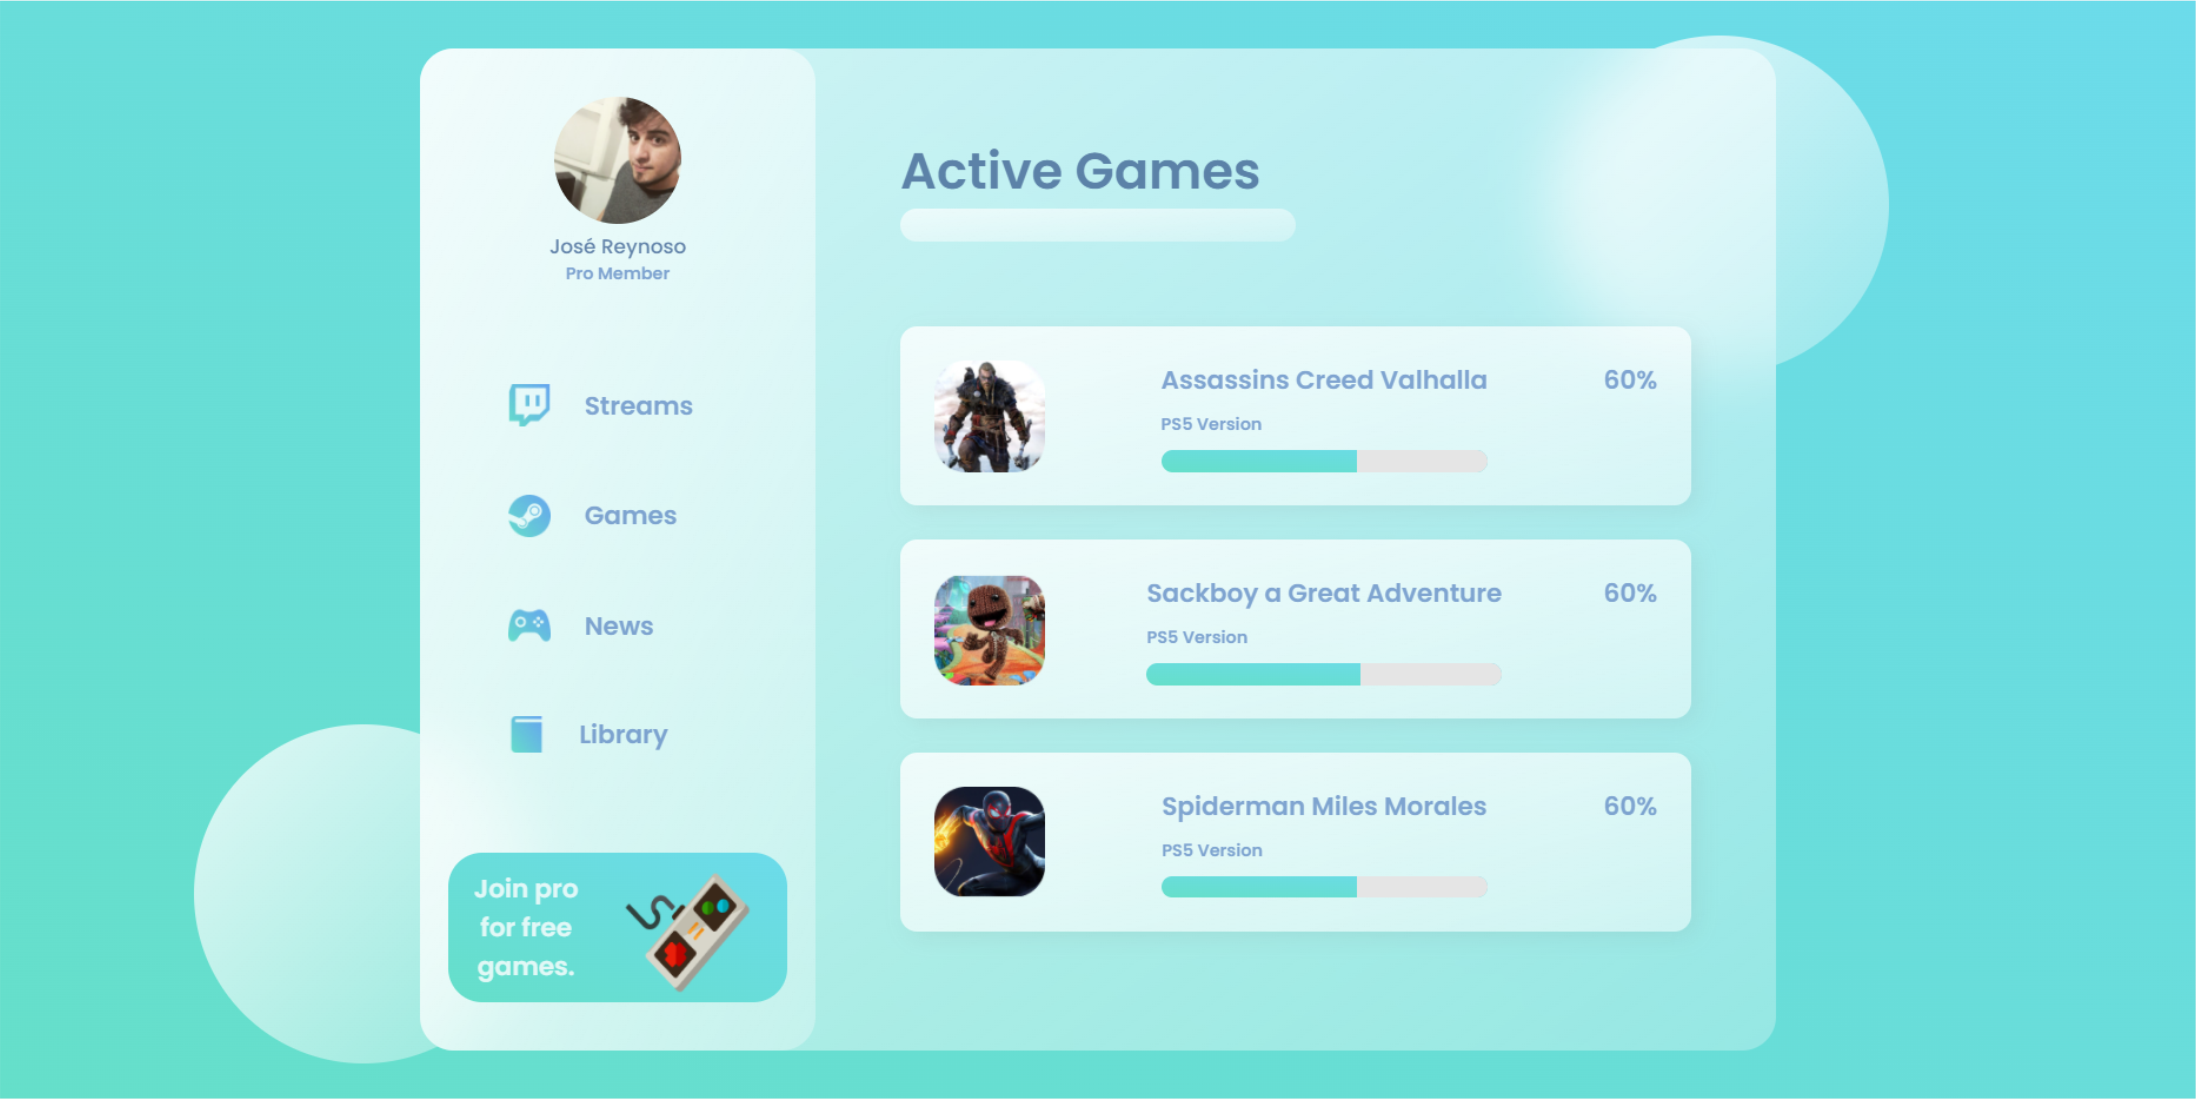 José Reynoso
Pro Member
Streams
Games
News
Library
Join pro
for free
games.
Active Games
Assassins Creed Valhalla
60%
PS5 Version
Sackboy a Great Adventure
60%
PS5 Version
Spiderman Miles Morales
60%
PS5 Version